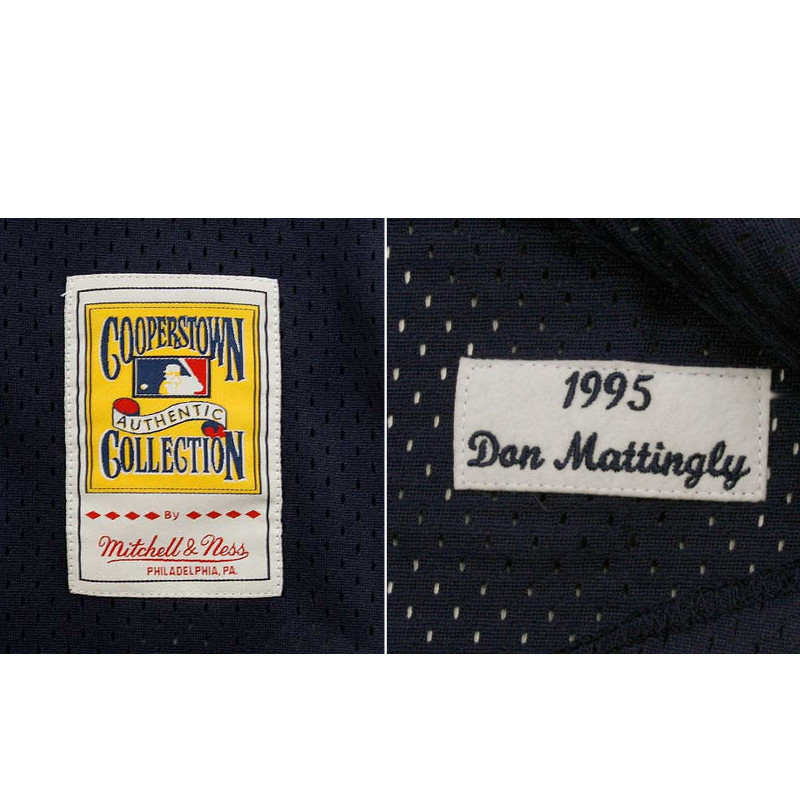 COOPERSTOWN
AUTHENTIC
COLLECTION
BY
Mitchell & Ness
PHILADELPHIA, PA.
1995
Don Mattingly